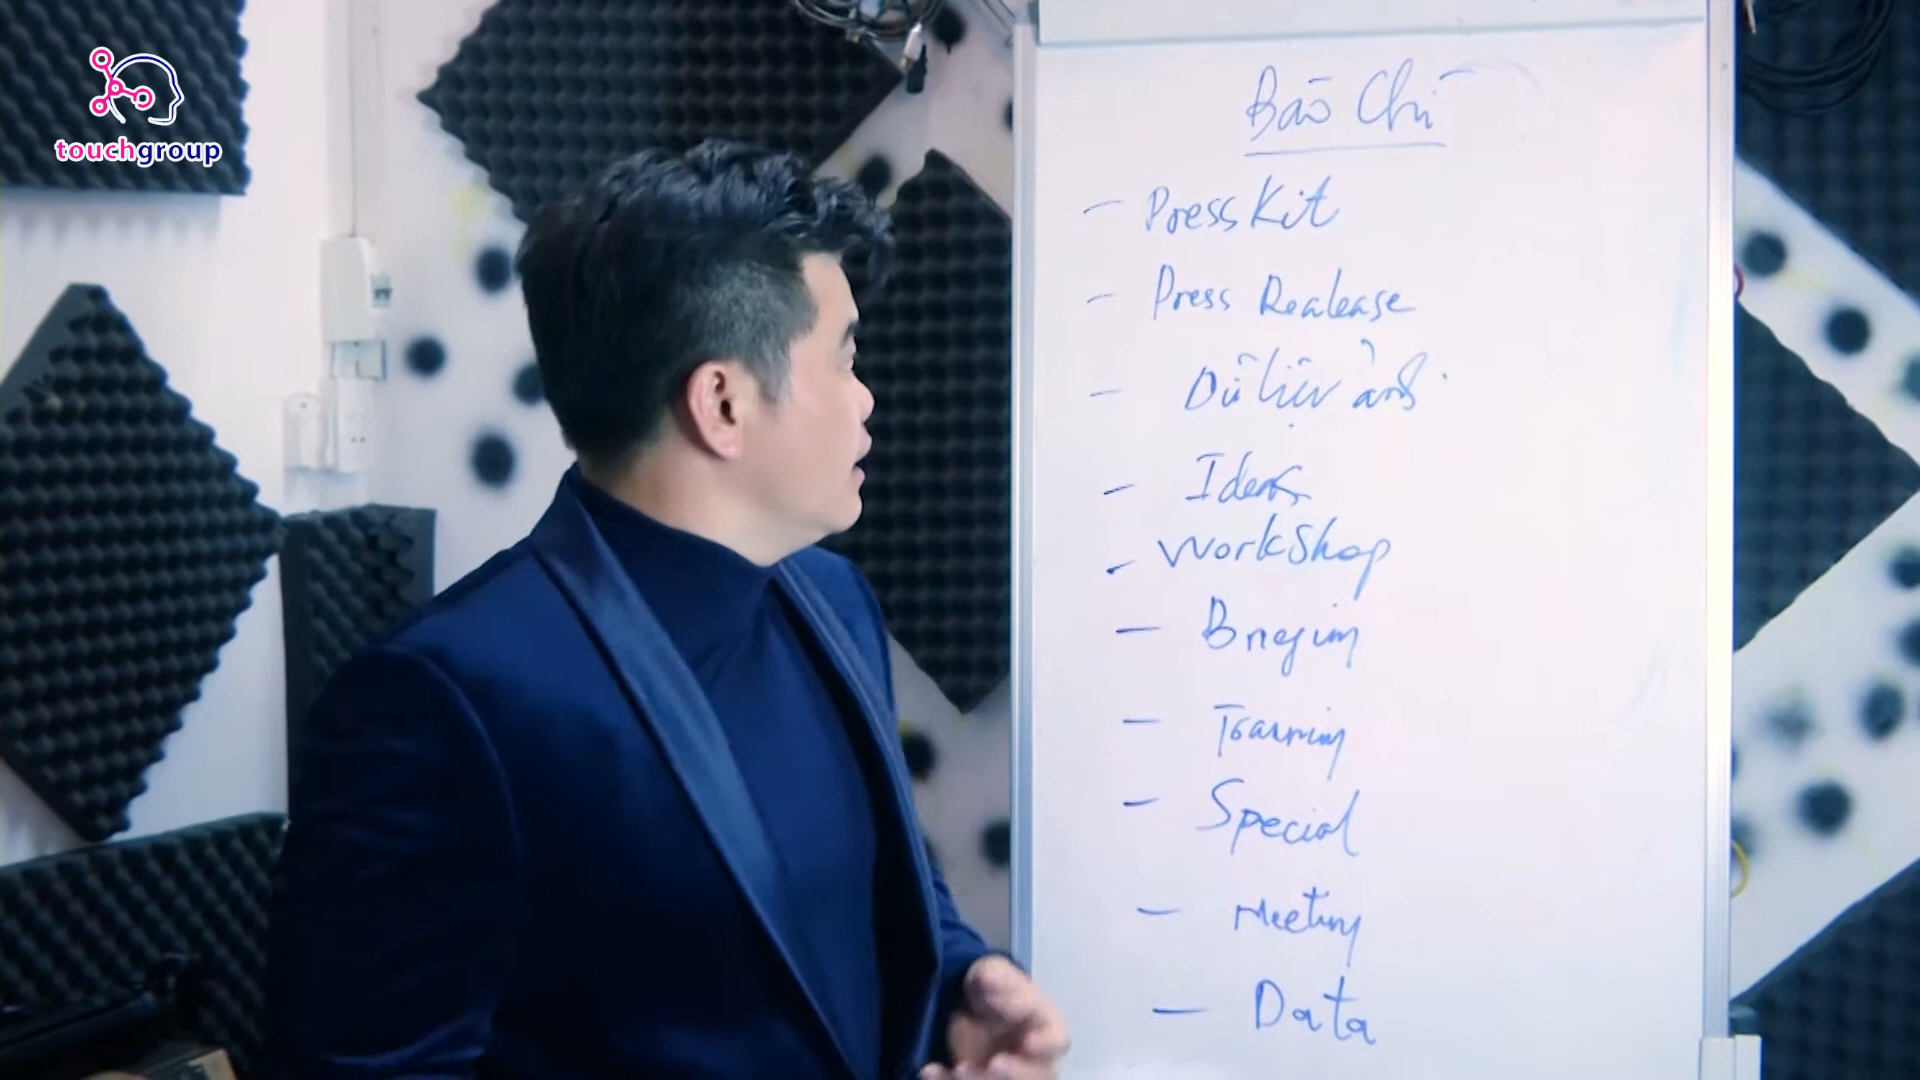 touchgroup
Báo Chí
- Press Kit
- Press Realease
- Dữ liệu ảnh
- Ideas
- Workshop
- Briefing
- Training
- Special
- Meeting
- Data